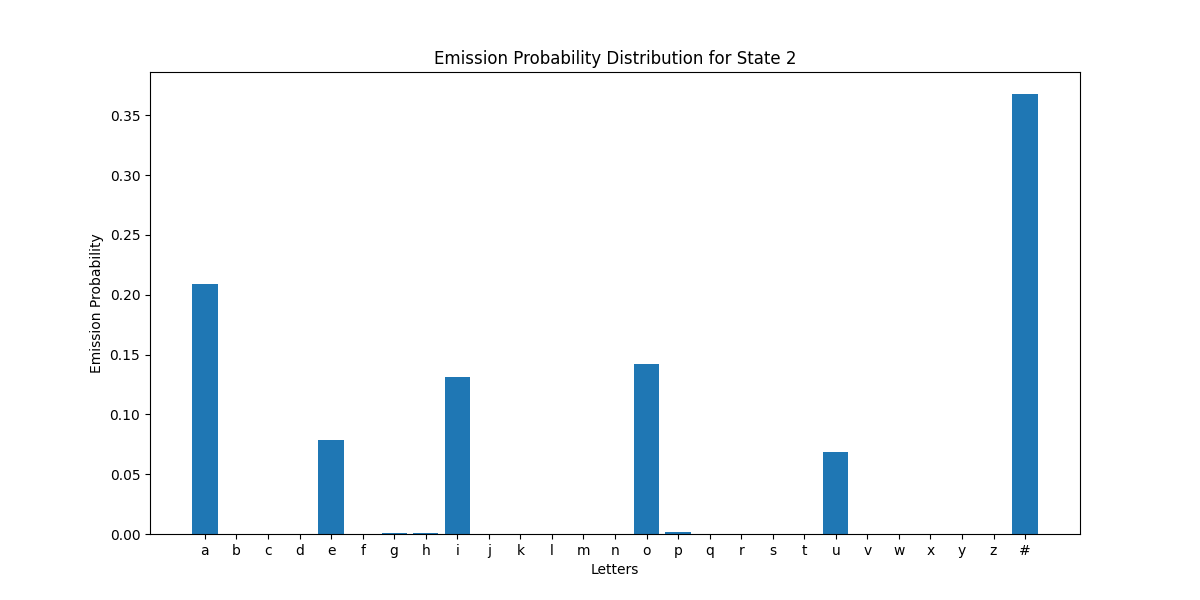 Emission Probability Distribution for State 2
Emission Probability
0.35
0.30
0.25
0.20
0.15
0.10
0.05
0.00
a b c d e f g h i j k l m n o p q r s t u v w x y z #
Letters